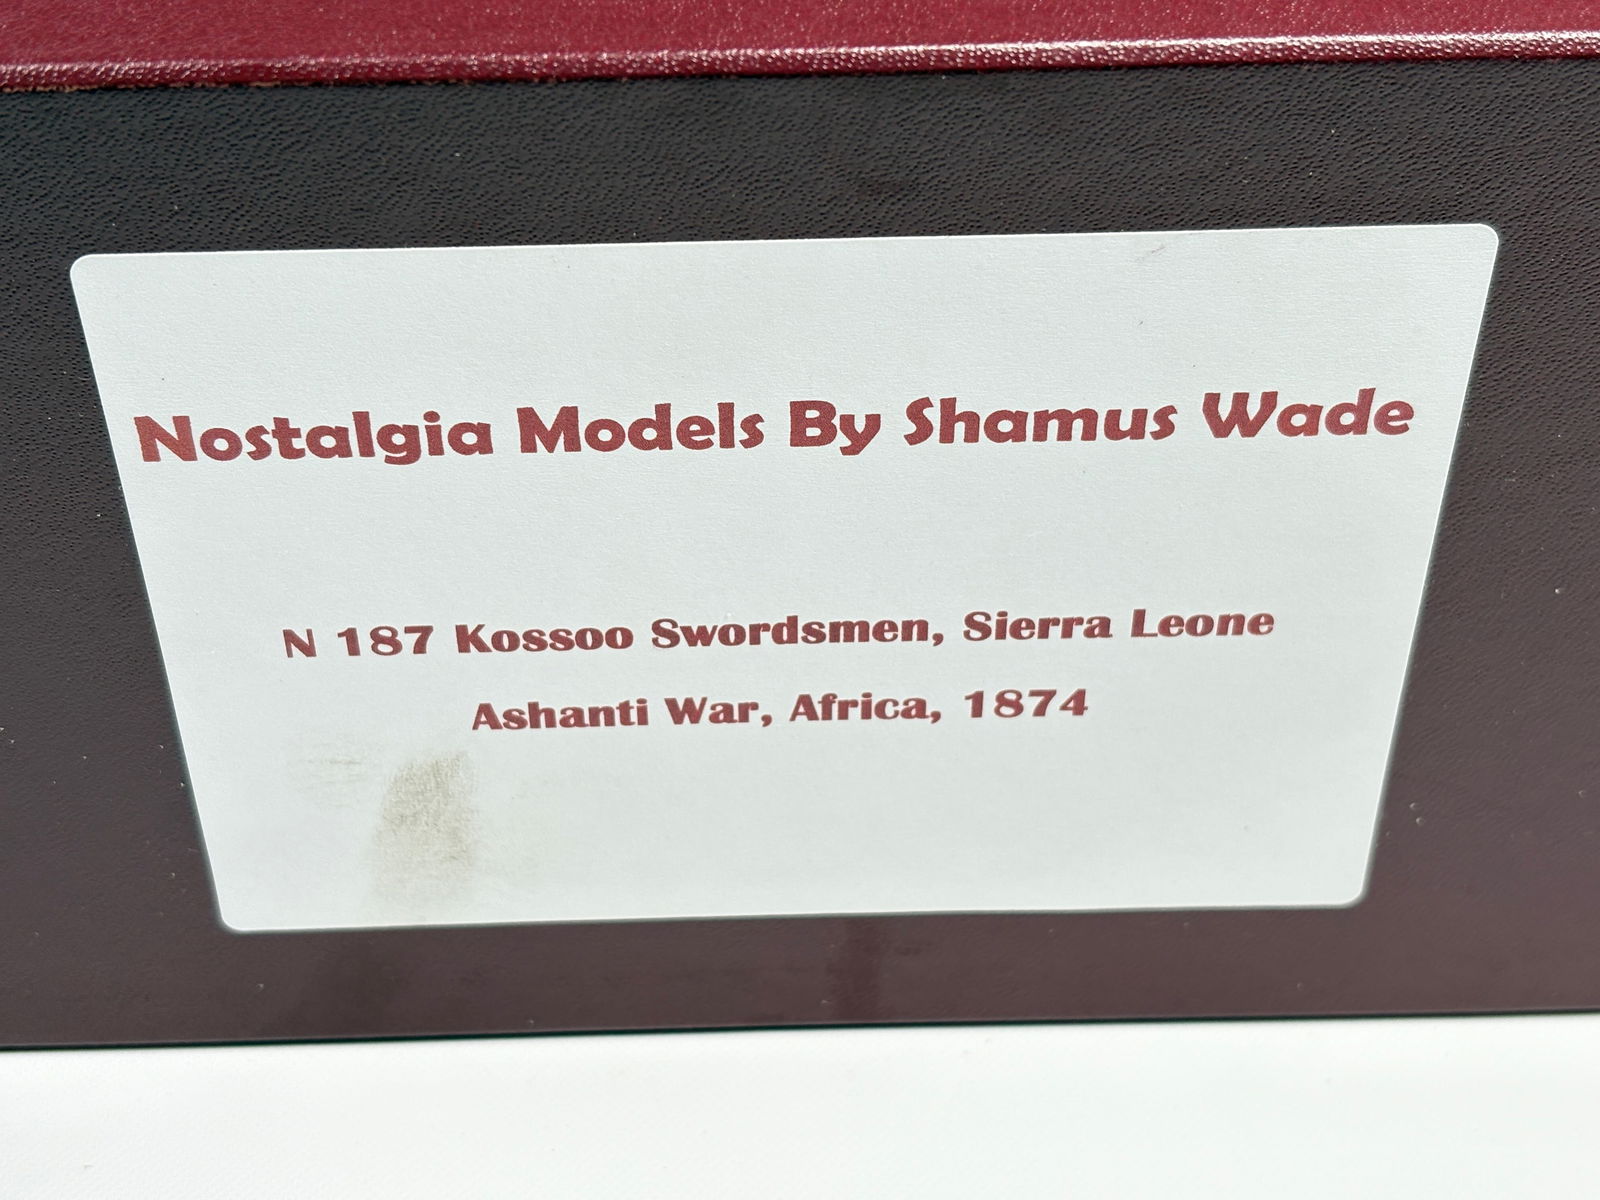 Nostalgia Models By Shamus Wade
N 187 Kossoo Swordsmen, Sierra Leone
Ashanti War, Africa, 1874